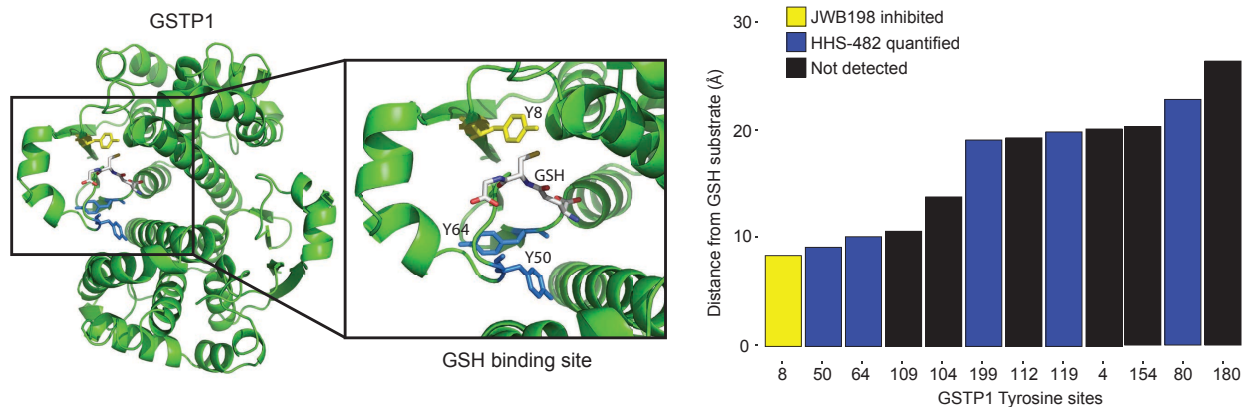 GSTP1
Y8
GSH
Y64
Y50
GSH binding site
JWB198 inhibited
HHS-482 quantified
Not detected
Distance from GSH substrate (Å)
30
20
10
0
8 50 64 109 104 199 112 119 4 154 80 180
GSTP1 Tyrosine sites